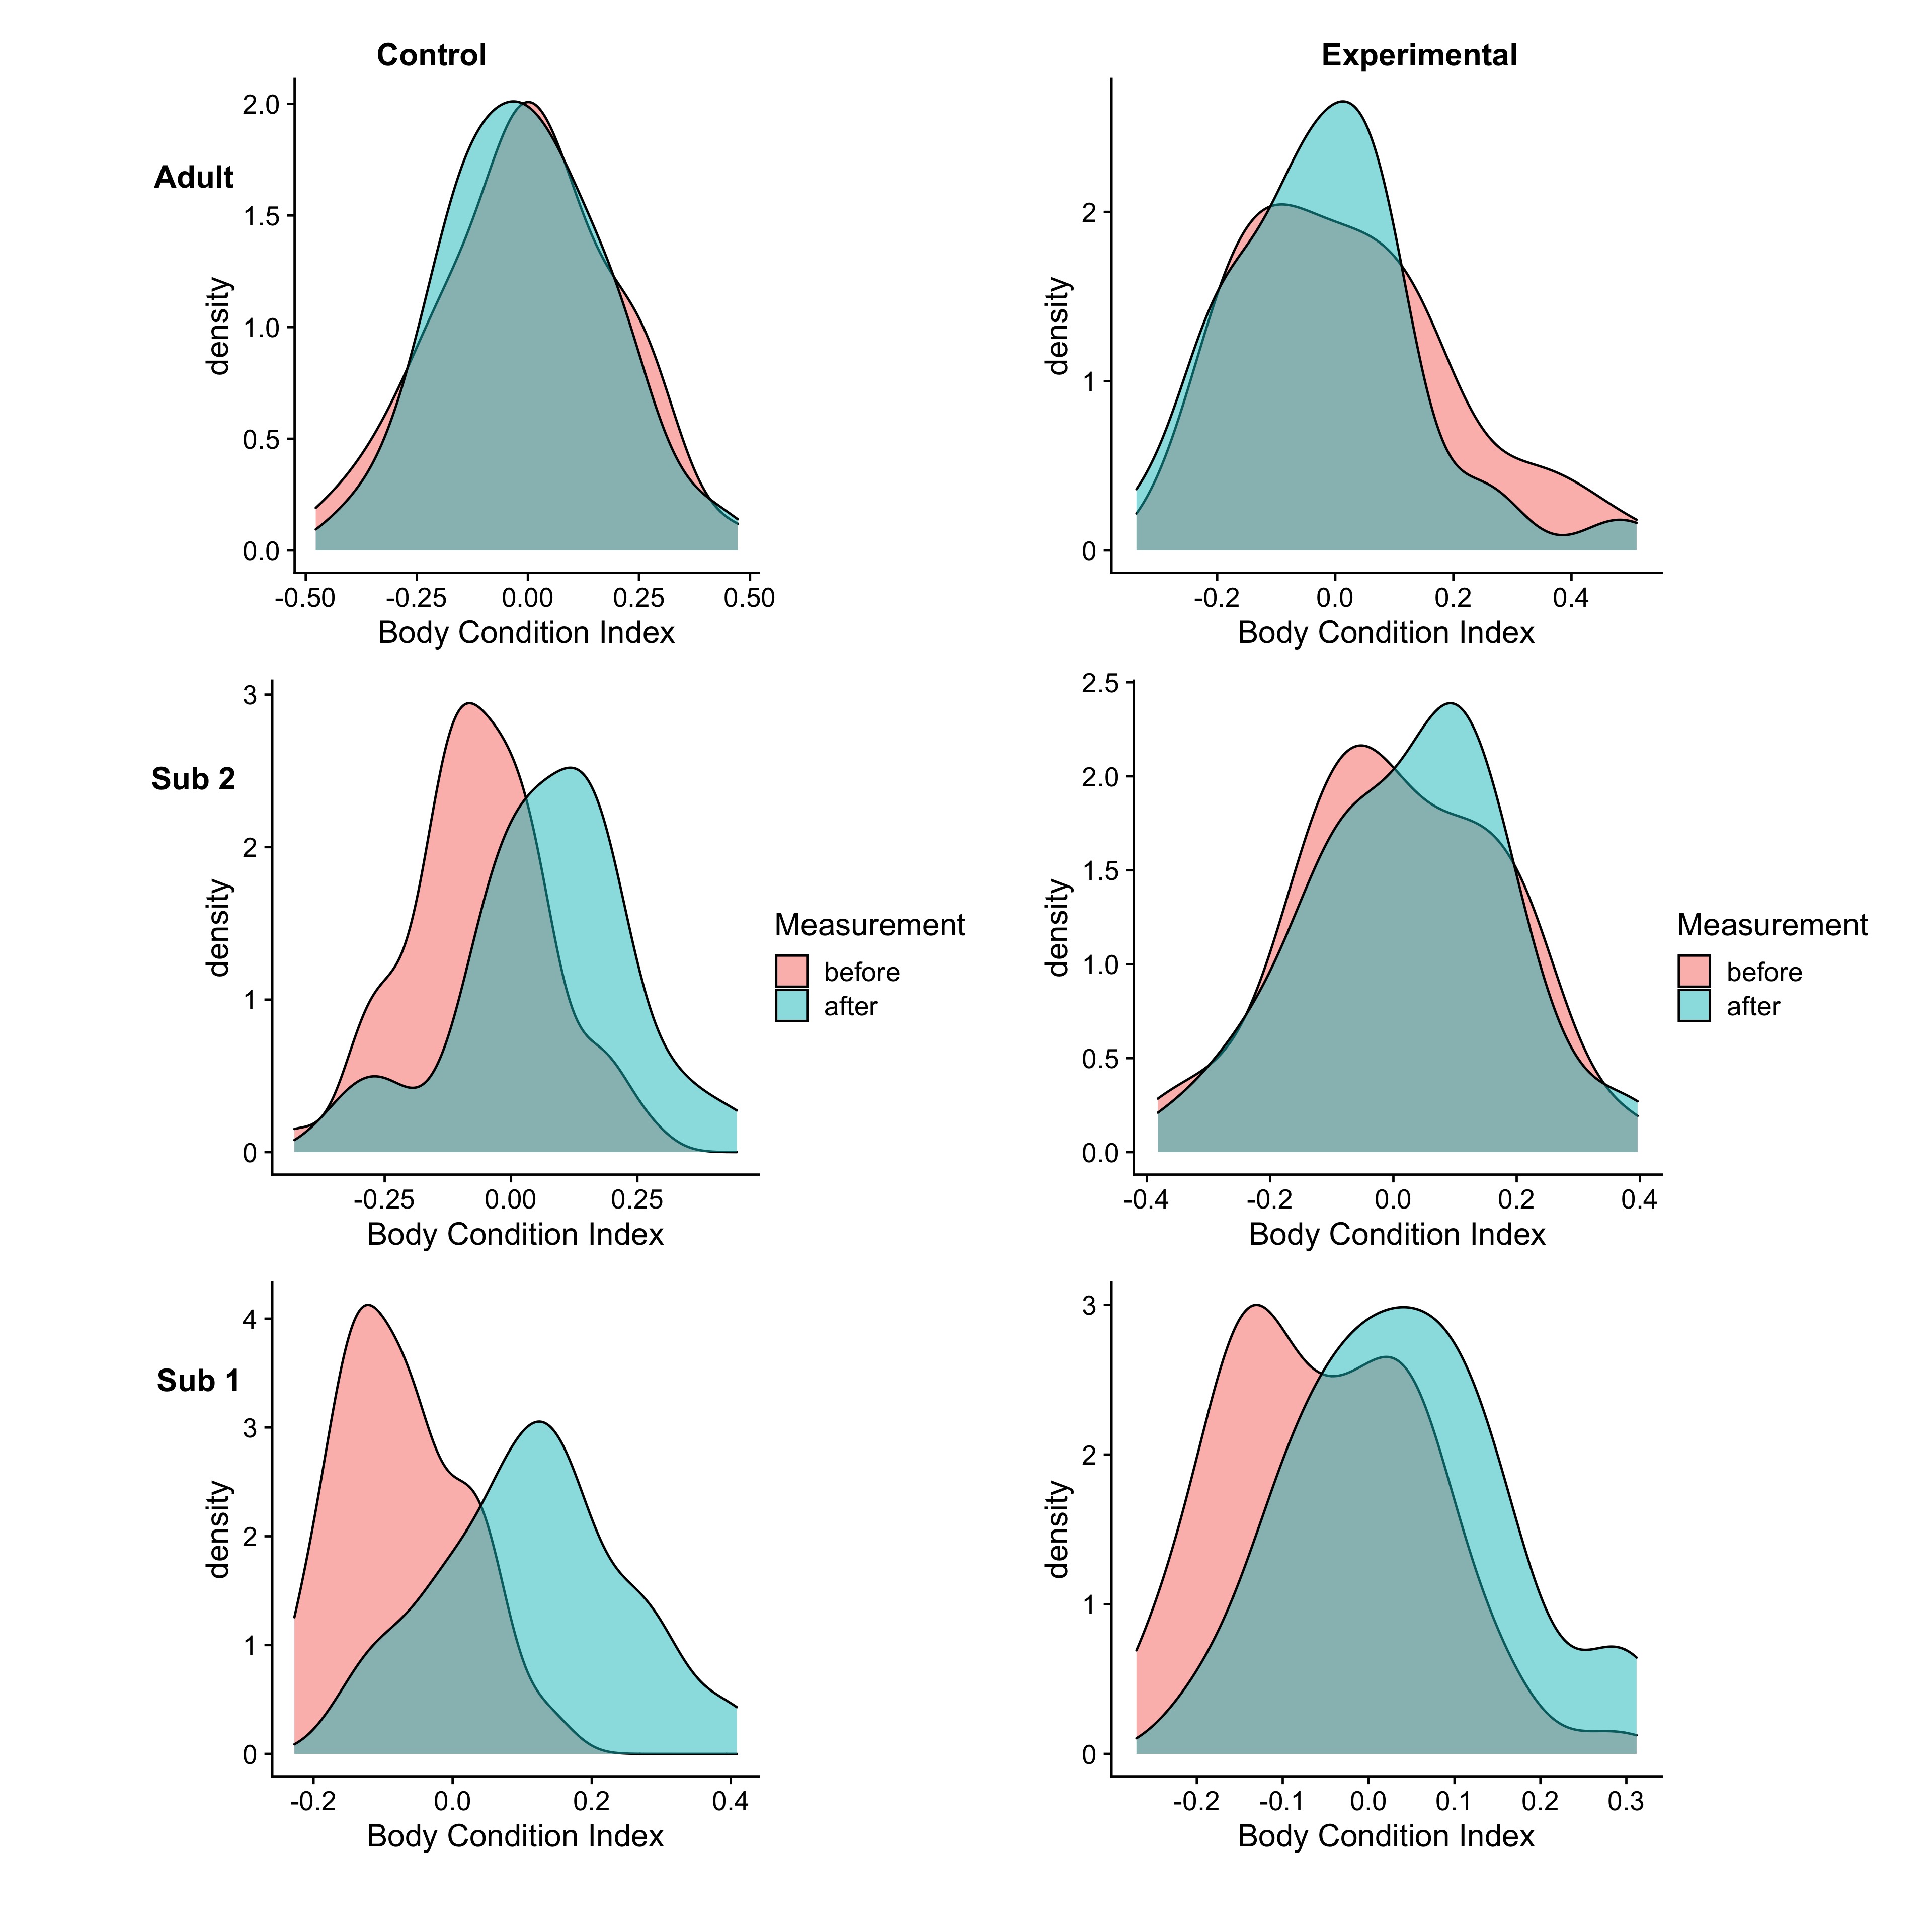 Control
Experimental
Adult
density
2.0
1.5
1.0
0.5
0.0
-0.50 -0.25 0.00 0.25 0.50
Body Condition Index
density
2
1
0
-0.2 0.0 0.2 0.4
Body Condition Index
Sub 2
density
3
2
1
0
-0.25 0.00 0.25
Body Condition Index
Measurement
before
after
density
2.5
2.0
1.5
1.0
0.5
0.0
-0.4 -0.2 0.0 0.2 0.4
Body Condition Index
Measurement
before
after
Sub 1
density
4
3
2
1
0
-0.2 0.0 0.2 0.4
Body Condition Index
density
3
2
1
0
-0.2 -0.1 0.0 0.1 0.2 0.3
Body Condition Index